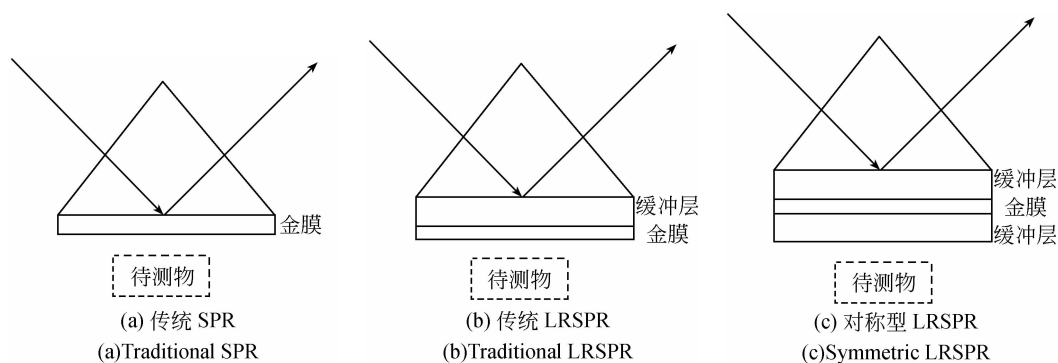 金膜
待测物
(a) 传统 SPR
(a)Traditional SPR
缓冲层
金膜
待测物
(b) 传统 LRSPR
(b)Traditional LRSPR
缓冲层
金膜
缓冲层
待测物
(c) 对称型 LRSPR
(c)Symmetric LRSPR